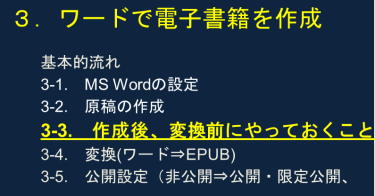 ３．ワードで電子書籍を作成
基本的流れ
3-1.　MS Wordの設定
3-2.　原稿の作成
3-3.　作成後、変換前にやっておくこと
3-4.　変換(ワード⇒EPUB)
3-5.　公開設定（非公開⇒公開・限定公開、